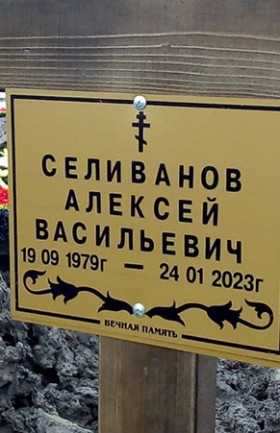 СЕЛИВАНОВ
АЛЕКСЕЙ
ВАСИЛЬЕВИЧ
19 09 1979г — 24 01 2023г
ВЕЧНАЯ ПАМЯТЬ